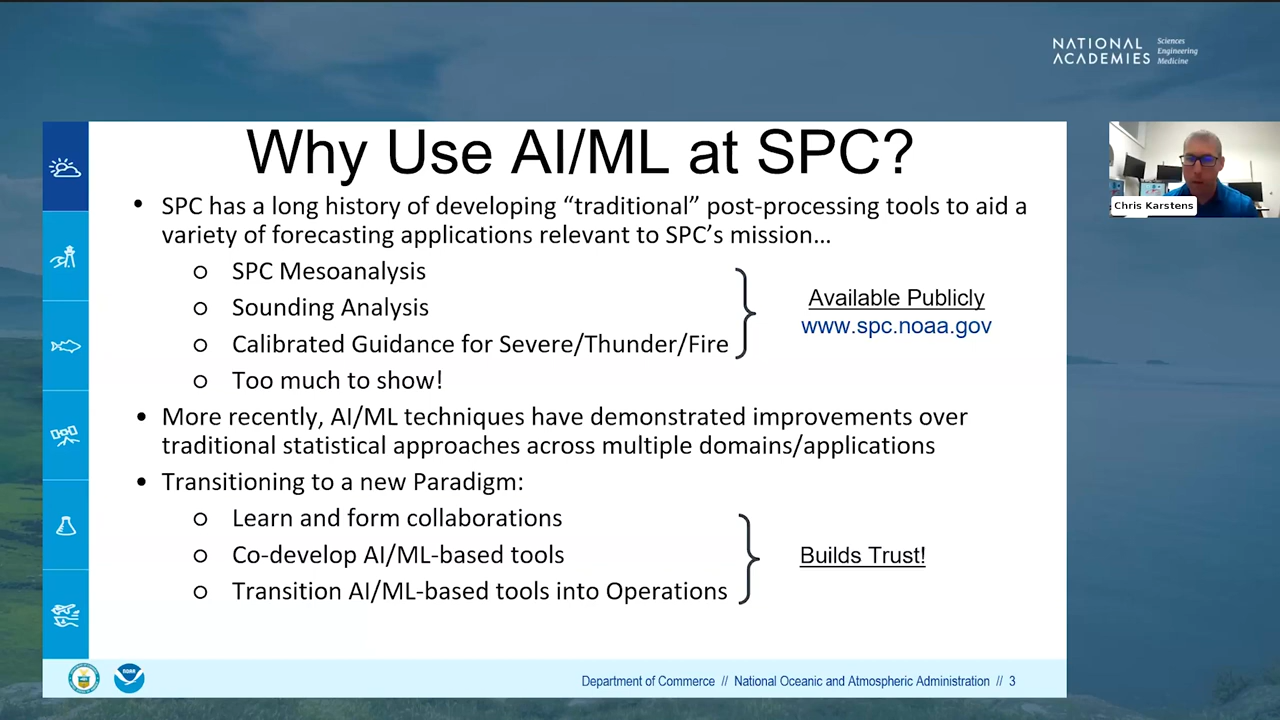 NATIONAL ACADEMIES
Sciences
Engineering
Medicine
Why Use AI/ML at SPC?
• SPC has a long history of developing “traditional” post-processing tools to aid a
variety of forecasting applications relevant to SPC’s mission…
○ SPC Mesoanalysis
○ Sounding Analysis
○ Calibrated Guidance for Severe/Thunder/Fire
○ Too much to show!
Available Publicly
www.spc.noaa.gov
• More recently, AI/ML techniques have demonstrated improvements over
traditional statistical approaches across multiple domains/applications
• Transitioning to a new Paradigm:
○ Learn and form collaborations
○ Co-develop AI/ML-based tools
○ Transition AI/ML-based tools into Operations
Builds Trust!
Chris Karstens
NOAA
Department of Commerce // National Oceanic and Atmospheric Administration // 3